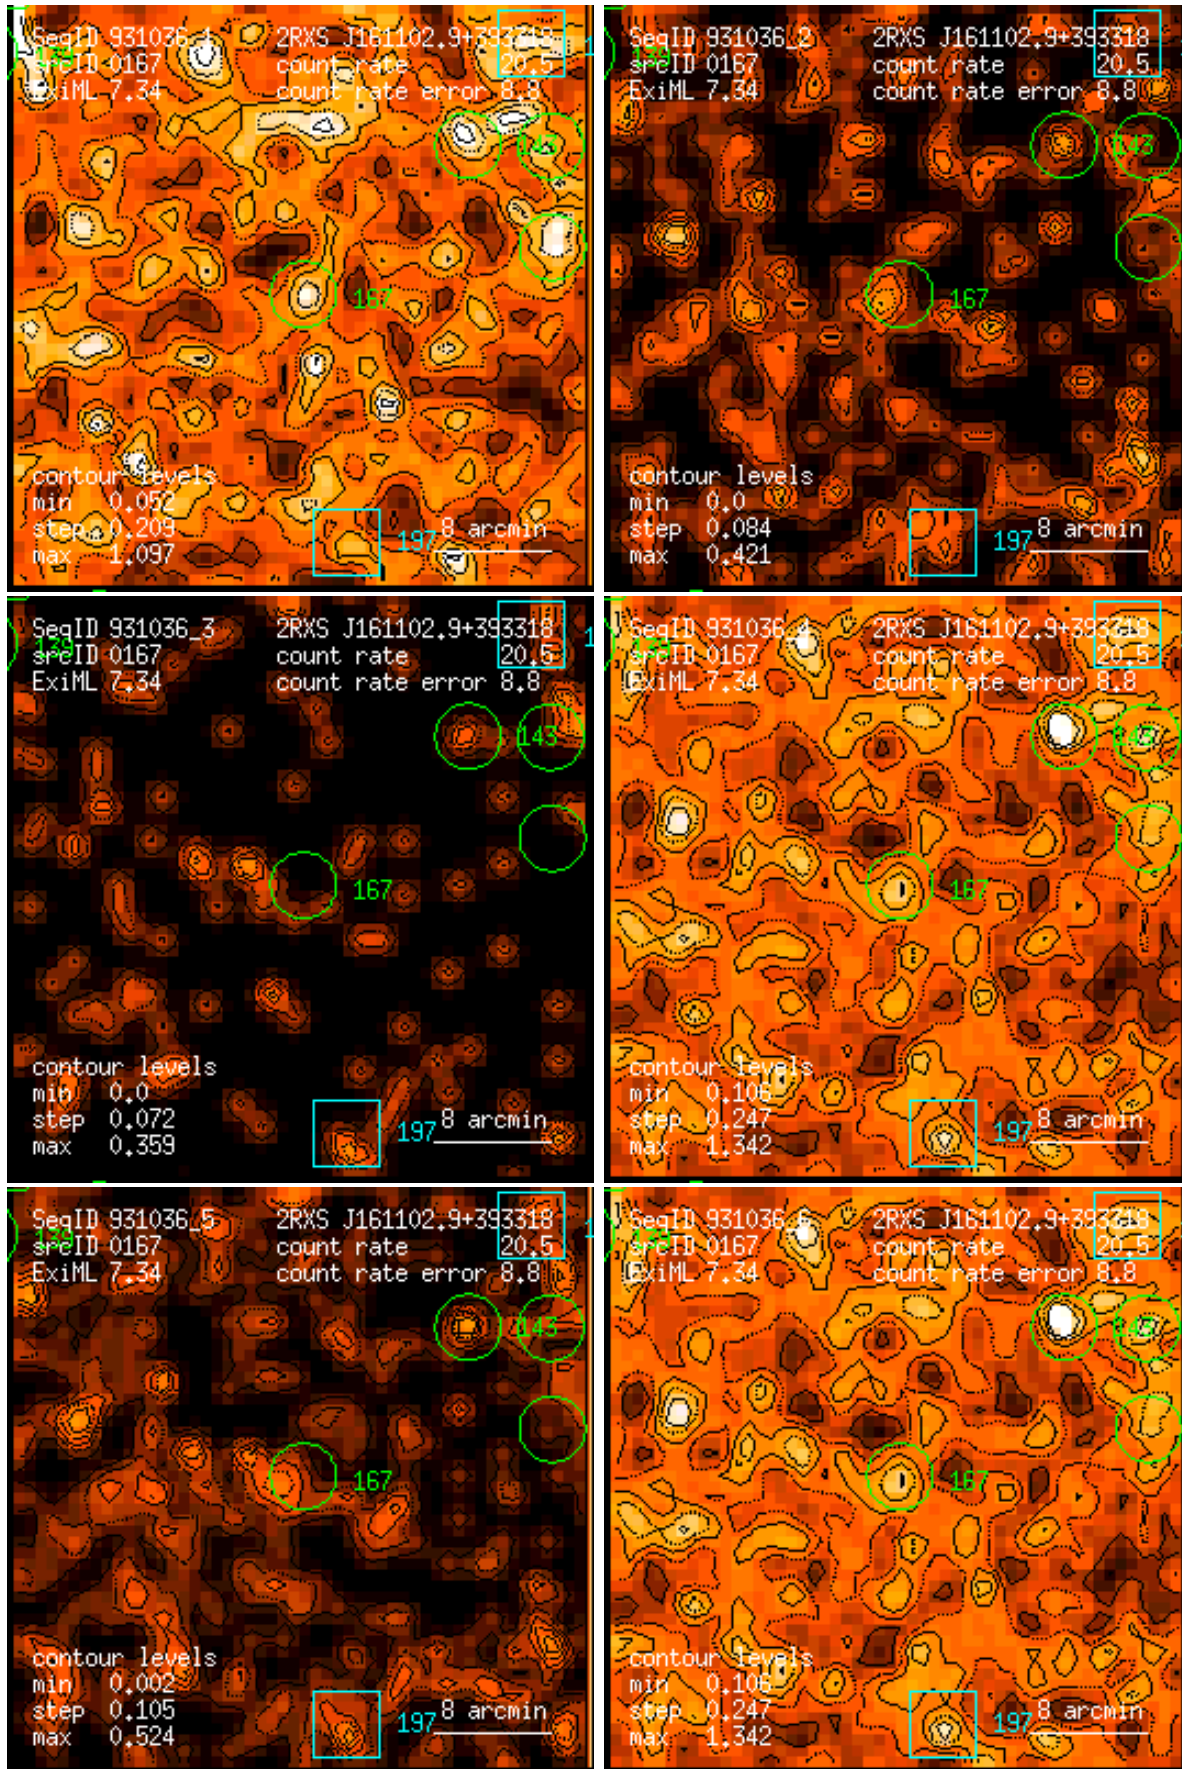 SeqID 931036_1 2RXS J161102.9+393318
139
srcID 0167 count rate 20.5
ExiML 7.34 count rate error 8.8
143
167
contour levels
min 0.052
step 0.209 197 8 arcmin
max 1.097
SeqID 931036_2 2RXS J161102.9+393318
srcID 0167 count rate 20.5
ExiML 7.34 count rate error 8.8
143
167
contour levels
min 0.0
step 0.084 197 8 arcmin
max 0.421
SeqID 931036_3 2RXS J161102.9+393318
139
srcID 0167 count rate 20.5
ExiML 7.34 count rate error 8.8
143
167
contour levels
min 0.0
step 0.072 197 8 arcmin
max 0.359
SeqID 931036_4 2RXS J161102.9+393318
srcID 0167 count rate 20.5
ExiML 7.34 count rate error 8.8
143
167
contour levels
min 0.106
step 0.247 197 8 arcmin
max 1.342
SeqID 931036_5 2RXS J161102.9+393318
139
srcID 0167 count rate 20.5
ExiML 7.34 count rate error 8.8
143
167
contour levels
min 0.002
step 0.105 197 8 arcmin
max 0.524
SeqID 931036_6 2RXS J161102.9+393318
srcID 0167 count rate 20.5
ExiML 7.34 count rate error 8.8
143
167
contour levels
min 0.106
step 0.247 197 8 arcmin
max 1.342